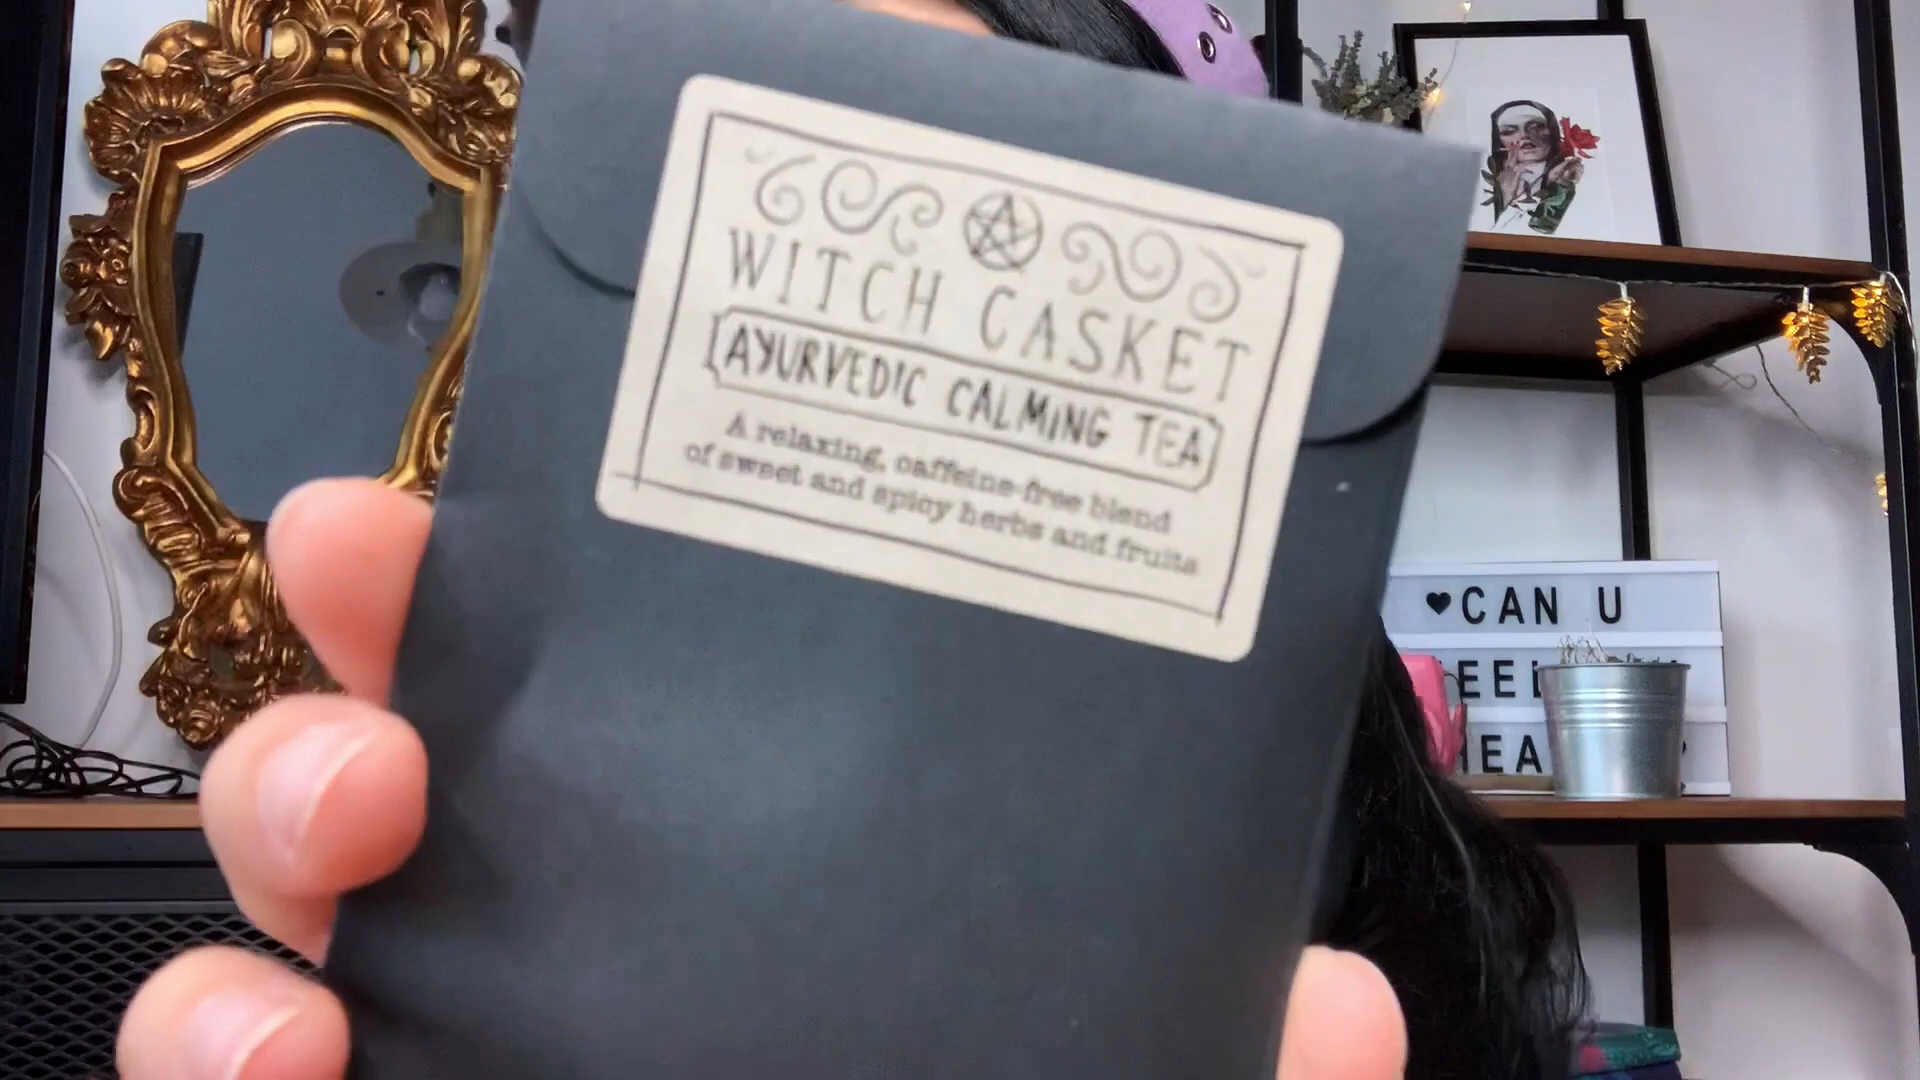 WITCH CASKET
AYURVEDIC CALMING TEA
A relaxing, caffeine-free blend
of sweet and spicy herbs and fruits
♥CAN U